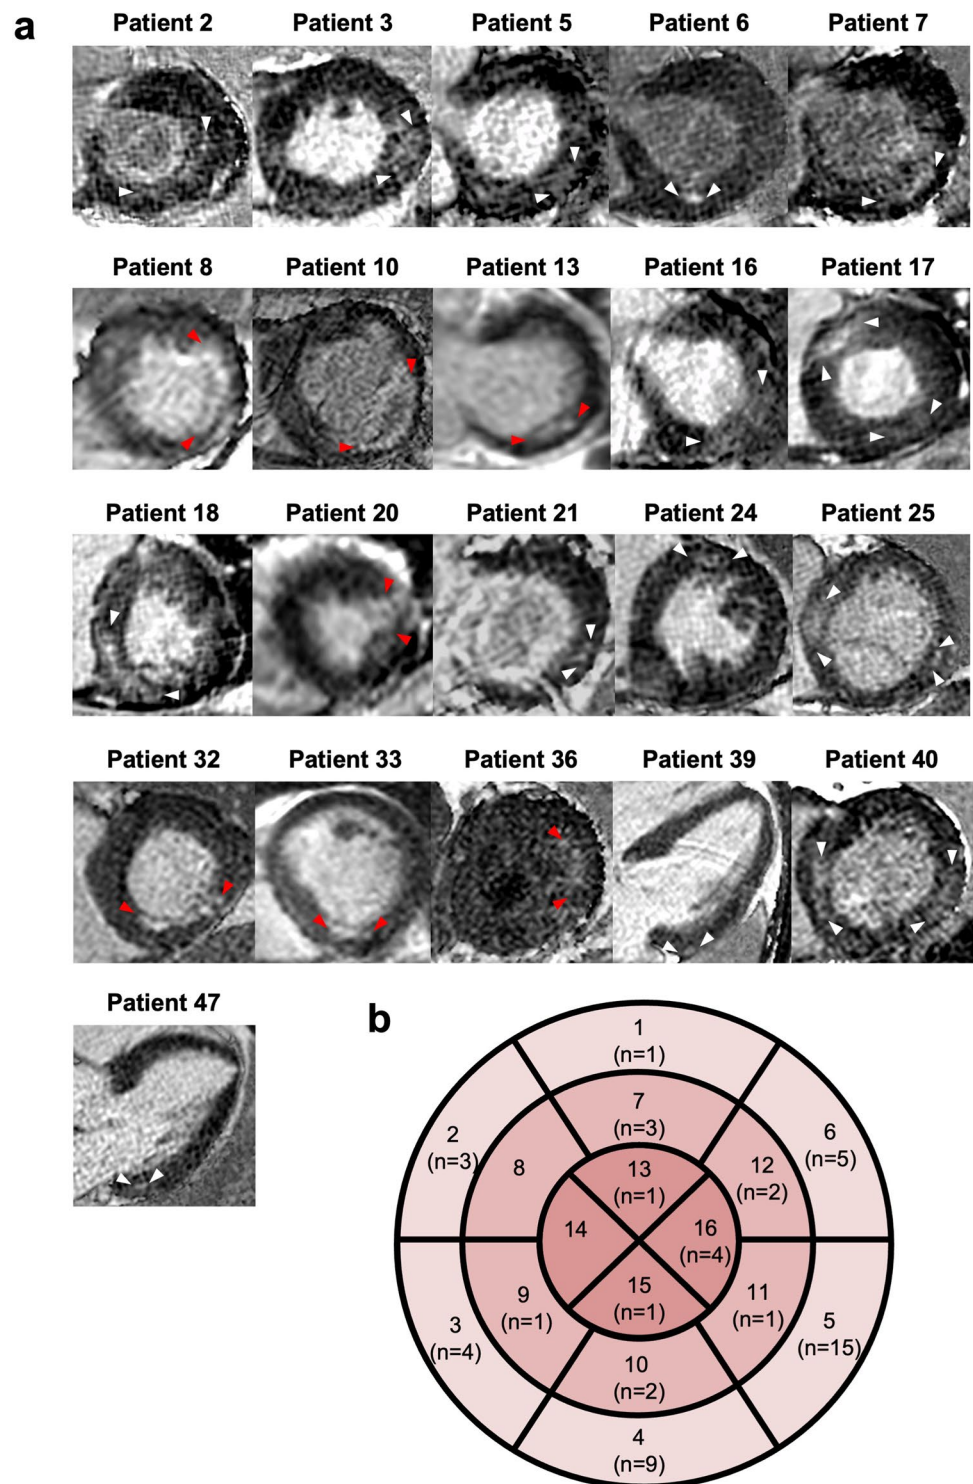 a
Patient 2 Patient 3 Patient 5 Patient 6 Patient 7
Patient 8 Patient 10 Patient 13 Patient 16 Patient 17
Patient 18 Patient 20 Patient 21 Patient 24 Patient 25
Patient 32 Patient 33 Patient 36 Patient 39 Patient 40
Patient 47
b
1
(n=1)
2
(n=3)
3
(n=4)
4
(n=9)
5
(n=15)
6
(n=5)
7
(n=3)
8
9
(n=1)
10
(n=2)
11
(n=1)
12
(n=2)
13
(n=1)
14
15
(n=1)
16
(n=4)